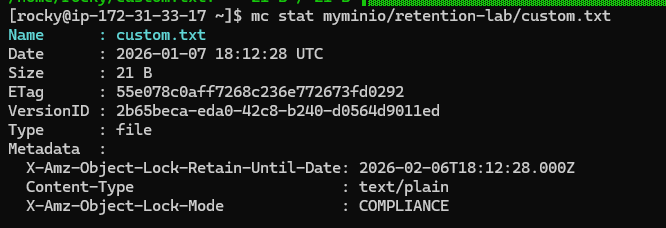 [rocky@ip-172-31-33-17 ~]$ mc stat myminio/retention-lab/custom.txt
Name      : custom.txt
Date      : 2026-01-07 18:12:28 UTC
Size      : 21 B
ETag      : 55e078c0aff7268c236e772673fd0292
VersionID : 2b65beca-eda0-42c8-b240-d0564d9011ed
Type      : file
Metadata  :
  X-Amz-Object-Lock-Retain-Until-Date: 2026-02-06T18:12:28.000Z
  Content-Type                       : text/plain
  X-Amz-Object-Lock-Mode             : COMPLIANCE